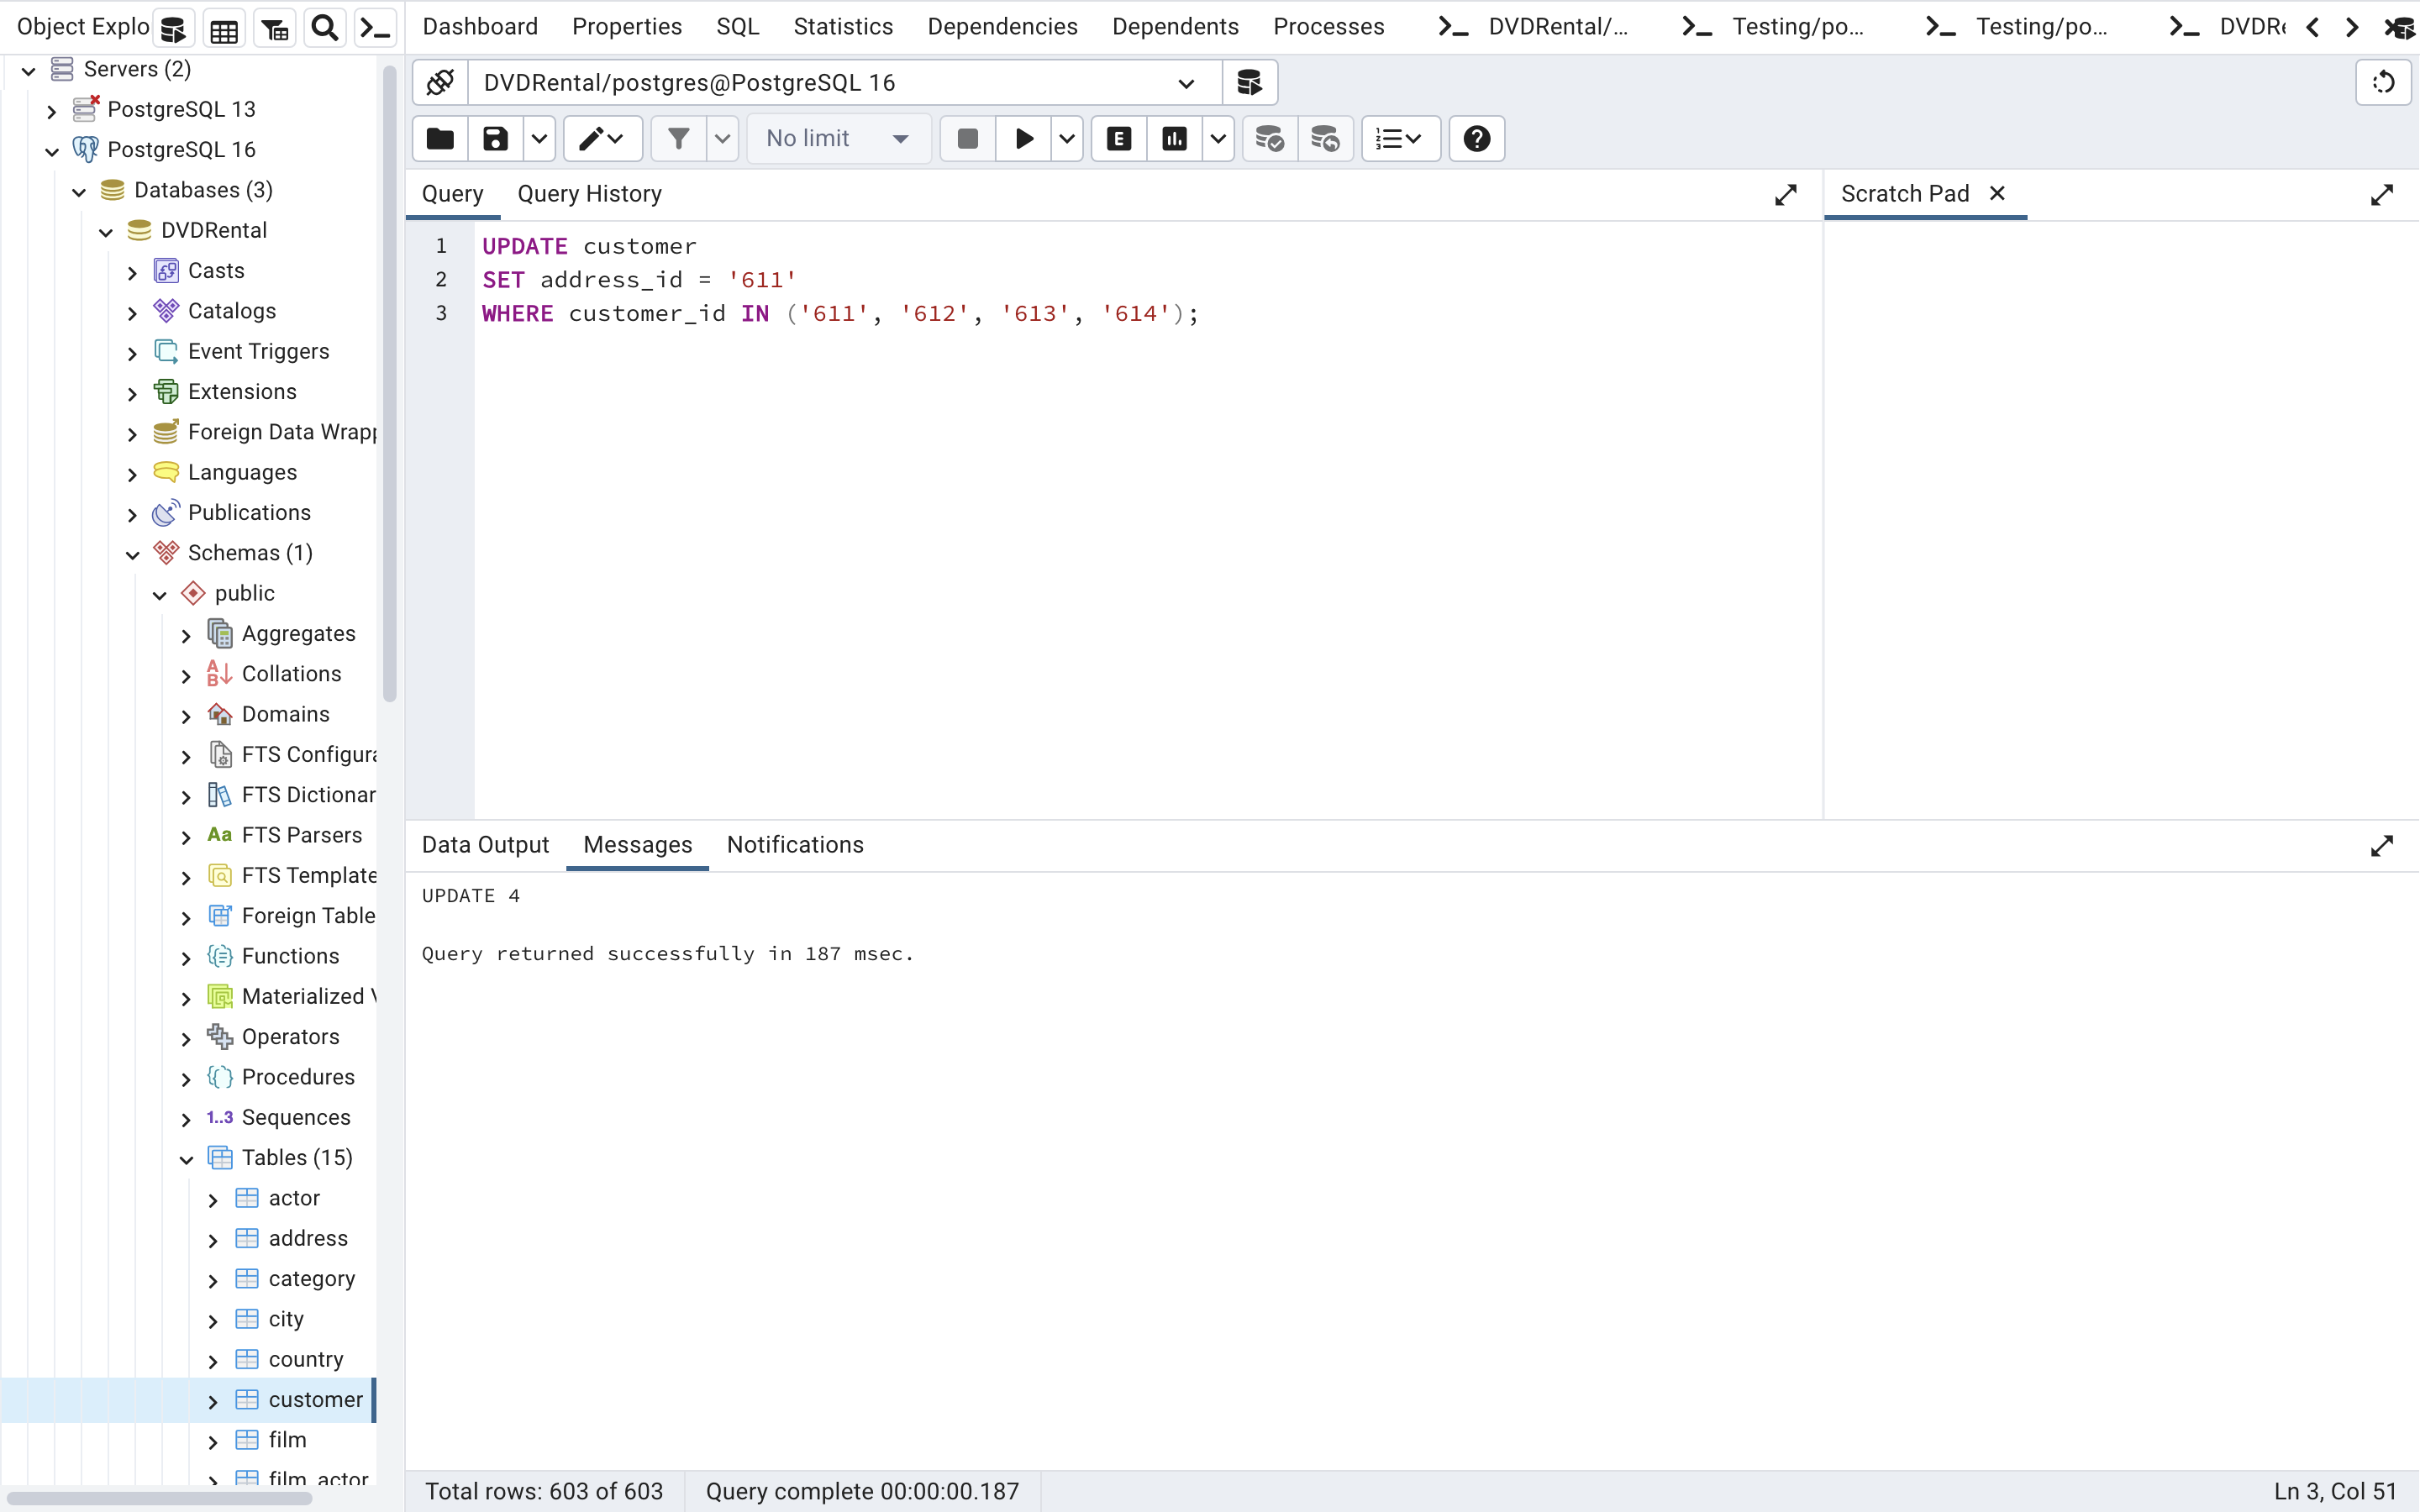 Object Explo
Dashboard Properties SQL Statistics Dependencies Dependents Processes DVDRental/... Testing/po... Testing/po... DVDRe
Servers (2)
PostgreSQL 13
PostgreSQL 16
Databases (3)
DVDRental
Casts
Catalogs
Event Triggers
Extensions
Foreign Data Wrapp
Languages
Publications
Schemas (1)
public
Aggregates
A
B
Collations
Domains
FTS Configura
FTS Dictionar
Aa FTS Parsers
FTS Template
Foreign Table
Functions
Materialized V
Operators
Procedures
1..3 Sequences
Tables (15)
actor
address
category
city
country
customer
film
film_actor
DVDRental/postgres@PostgreSQL 16
No limit
E
Query Query History
Scratch Pad
1 UPDATE customer
2 SET address_id = '611'
3 WHERE customer_id IN ('611', '612', '613', '614');
Data Output Messages Notifications
UPDATE 4
Query returned successfully in 187 msec.
Total rows: 603 of 603 Query complete 00:00:00.187 Ln 3, Col 51